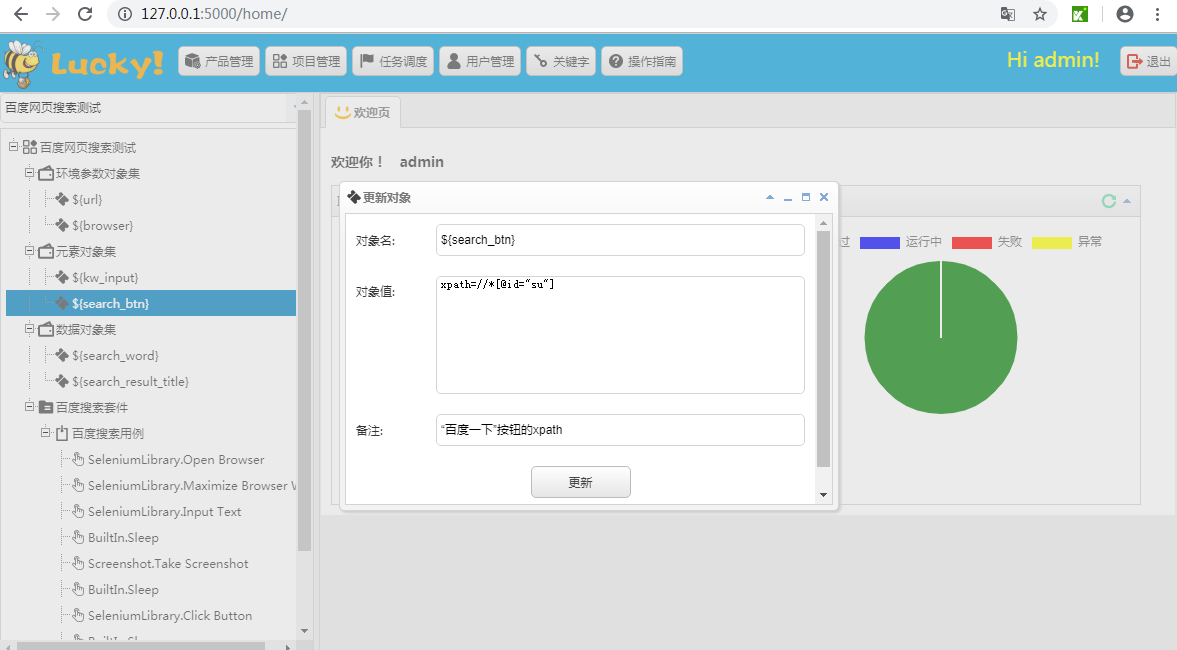 127.0.0.1:5000/home/
Lucky!
产品管理
项目管理
任务调度
用户管理
关键字
操作指南
Hi admin!
退出
百度网页搜索测试
欢迎页
百度网页搜索测试
环境参数对象集
${url}
${browser}
元素对象集
${kw_input}
${search_btn}
数据对象集
${search_word}
${search_result_title}
百度搜索套件
百度搜索用例
SeleniumLibrary.Open Browser
SeleniumLibrary.Maximize Browser
SeleniumLibrary.Input Text
BuiltIn.Sleep
Screenshot.Take Screenshot
BuiltIn.Sleep
SeleniumLibrary.Click Button
欢迎你！ admin
更新对象
对象名:
${search_btn}
对象值:
xpath=//*[@id="su"]
备注:
“百度一下”按钮的xpath
更新
过
运行中
失败
异常